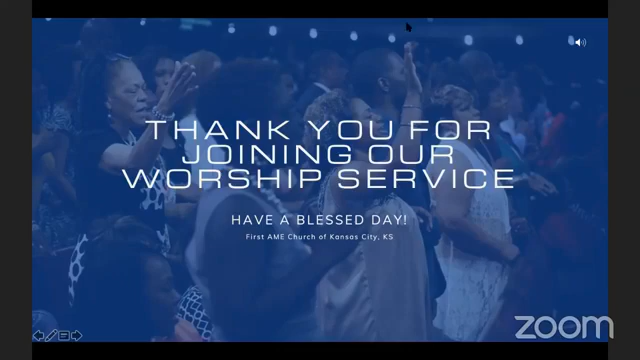 THANK YOU FOR
JOINING OUR
WORSHIP SERVICE
HAVE A BLESSED DAY!
First AME Church of Kansas City, KS
zoom